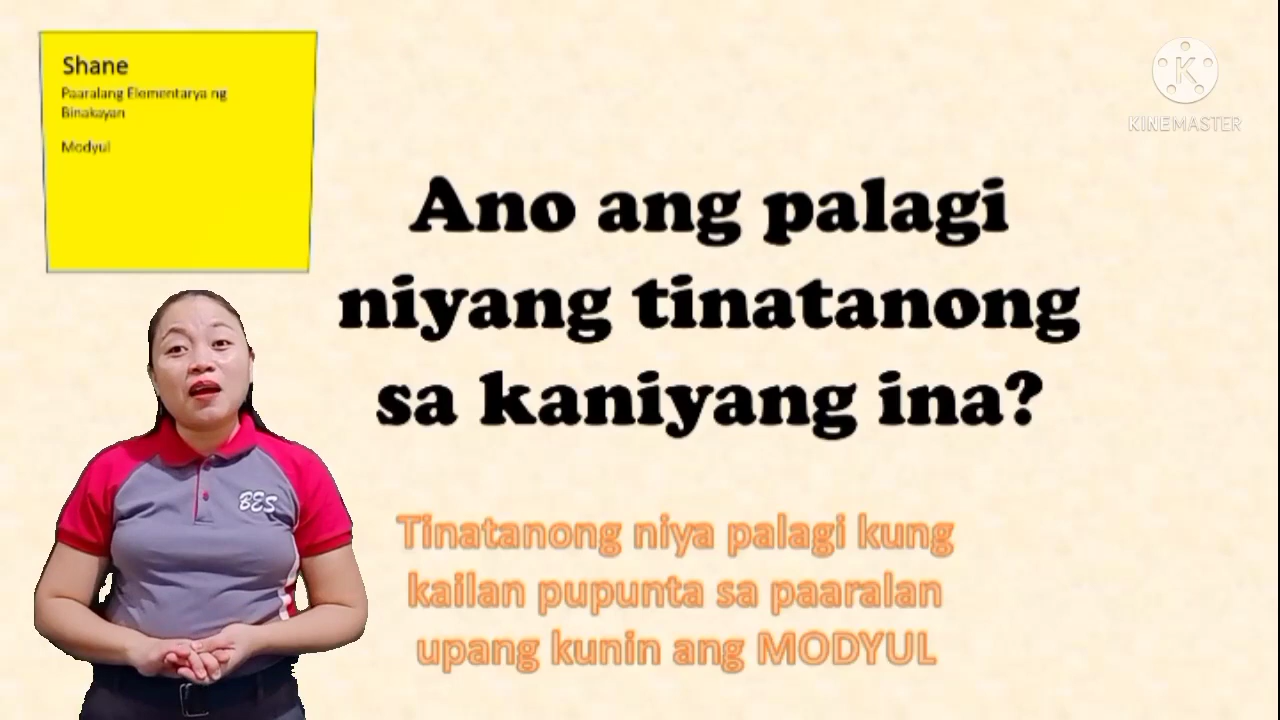 Shane
Paaralang Elementarya ng
Binakayan
Modyul
K
KINEMASTER
Ano ang palagi
niyang tinatanong
sa kaniyang ina?
BES
Tinatanong niya palagi kung
kailan pupunta sa paaralan
upang kunin ang MODYUL